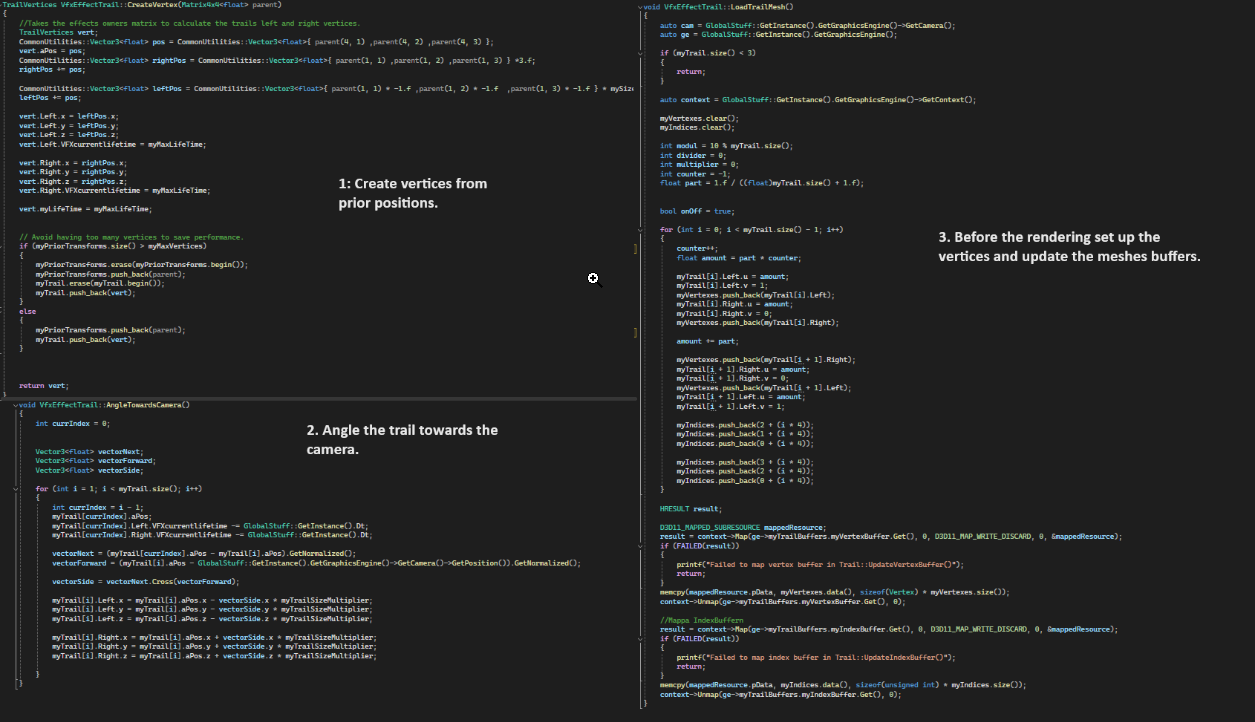 TrailVertices VfxEffectTrail::CreateVertex(Matrix4x4<float> parent)
{
//Takes the effects owners matrix to calculate the trails left and right vertices.
TrailVertices vert;
CommonUtilities::Vector3<float> pos = CommonUtilities::Vector3<float>{ parent(4, 1) ,parent(4, 2) ,parent(4, 3) };
vert.aPos = pos;
CommonUtilities::Vector3<float> rightPos = CommonUtilities::Vector3<float>{ parent(1, 1) ,parent(1, 2) ,parent(1, 3) } *3.f;
rightPos += pos;
CommonUtilities::Vector3<float> leftPos = CommonUtilities::Vector3<float>{ parent(1, 1) * -1.f ,parent(1, 2) * -1.f  ,parent(1, 3) * -1.f } * mySiz
leftPos += pos;
vert.Left.x = leftPos.x;
vert.Left.y = leftPos.y;
vert.Left.z = leftPos.z;
vert.Left.VFXcurrentlifetime = myMaxLifeTime;
vert.Right.x = rightPos.x;
vert.Right.y = rightPos.y;
vert.Right.z = rightPos.z;
vert.Right.VFXcurrentlifetime = myMaxLifeTime;
vert.myLifeTime = myMaxLifeTime;
// Avoid having too many vertices to save performance.
if (myPriorTransforms.size() > myMaxVertices)
{
myPriorTransforms.erase(myPriorTransforms.begin());
myPriorTransforms.push_back(parent);
myTrail.erase(myTrail.begin());
myTrail.push_back(vert);
}
else
{
myPriorTransforms.push_back(parent);
myTrail.push_back(vert);
}
return vert;
}
1: Create vertices from
prior positions.
void VfxEffectTrail::AngleTowardsCamera()
{
int currIndex = 0;
Vector3<float> vectorNext;
Vector3<float> vectorForward;
Vector3<float> vectorSide;
for (int i = 1; i < myTrail.size(); i++)
{
int currIndex = i - 1;
myTrail[currIndex].aPos;
myTrail[currIndex].Left.VFXcurrentlifetime -= GlobalStuff::GetInstance().Dt;
myTrail[currIndex].Right.VFXcurrentlifetime -= GlobalStuff::GetInstance().Dt;
vectorNext = (myTrail[currIndex].aPos - myTrail[i].aPos).GetNormalized();
vectorForward = (myTrail[i].aPos - GlobalStuff::GetInstance().GetGraphicsEngine()->GetCamera()->GetPosition()).GetNormalized();
vectorSide = vectorNext.Cross(vectorForward);
myTrail[i].Left.x = myTrail[i].aPos.x - vectorSide.x * myTrailSizeMultiplier;
myTrail[i].Left.y = myTrail[i].aPos.y - vectorSide.y * myTrailSizeMultiplier;
myTrail[i].Left.z = myTrail[i].aPos.z - vectorSide.z * myTrailSizeMultiplier;
myTrail[i].Right.x = myTrail[i].aPos.x + vectorSide.x * myTrailSizeMultiplier;
myTrail[i].Right.y = myTrail[i].aPos.y + vectorSide.y * myTrailSizeMultiplier;
myTrail[i].Right.z = myTrail[i].aPos.z + vectorSide.z * myTrailSizeMultiplier;
}
}
2. Angle the trail towards the
camera.
void VfxEffectTrail::LoadTrailMesh()
{
auto cam = GlobalStuff::GetInstance().GetGraphicsEngine()->GetCamera();
auto ge = GlobalStuff::GetInstance().GetGraphicsEngine();
if (myTrail.size() < 3)
{
return;
}
auto context = GlobalStuff::GetInstance().GetGraphicsEngine()->GetContext();
myVertexes.clear();
myIndices.clear();
int modul = 10 % myTrail.size();
int divider = 0;
int multiplier = 0;
int counter = -1;
float part = 1.f / ((float)myTrail.size() + 1.f);
bool onOff = true;
for (int i = 0; i < myTrail.size() - 1; i++)
{
counter++;
float amount = part * counter;
myTrail[i].Left.u = amount;
myTrail[i].Left.v = 1;
myVertexes.push_back(myTrail[i].Left);
myTrail[i].Right.u = amount;
myTrail[i].Right.v = 0;
myVertexes.push_back(myTrail[i].Right);
amount += part;
myVertexes.push_back(myTrail[i + 1].Right);
myTrail[i + 1].Right.u = amount;
myTrail[i + 1].Right.v = 0;
myVertexes.push_back(myTrail[i + 1].Left);
myTrail[i + 1].Left.u = amount;
myTrail[i + 1].Left.v = 1;
myIndices.push_back(2 + (i * 4));
myIndices.push_back(1 + (i * 4));
myIndices.push_back(0 + (i * 4));
myIndices.push_back(3 + (i * 4));
myIndices.push_back(2 + (i * 4));
myIndices.push_back(0 + (i * 4));
}
HRESULT result;
D3D11_MAPPED_SUBRESOURCE mappedResource;
result = context->Map(ge->myTrailBuffers.myVertexBuffer.Get(), 0, D3D11_MAP_WRITE_DISCARD, 0, &mappedResource);
if (FAILED(result))
{
printf("Failed to map vertex buffer in Trail::UpdateVertexBuffer()");
return;
}
memcpy(mappedResource.pData, myVertexes.data(), sizeof(Vertex) * myVertexes.size());
context->Unmap(ge->myTrailBuffers.myVertexBuffer.Get(), 0);
//Mappa IndexBuffern
result = context->Map(ge->myTrailBuffers.myIndexBuffer.Get(), 0, D3D11_MAP_WRITE_DISCARD, 0, &mappedResource);
if (FAILED(result))
{
printf("Failed to map index buffer in Trail::UpdateIndexBuffer()");
return;
}
memcpy(mappedResource.pData, myIndices.data(), sizeof(unsigned int) * myIndices.size());
context->Unmap(ge->myTrailBuffers.myIndexBuffer.Get(), 0);
}
3. Before the rendering set up the
vertices and update the meshes buffers.